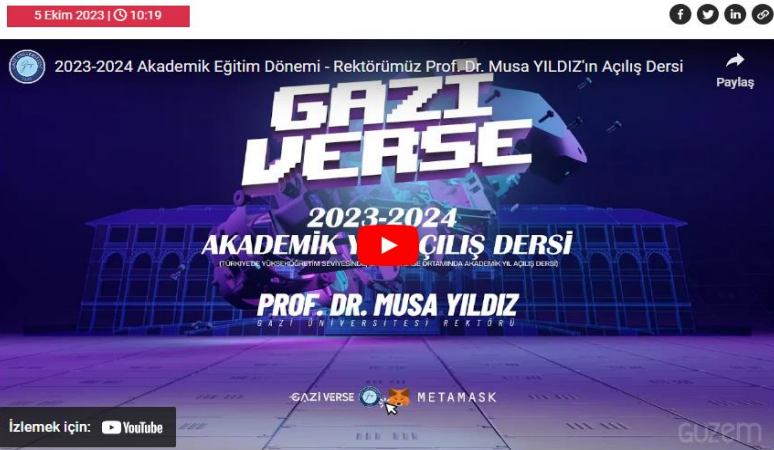 5 Ekim 2023 | 10:19
2023-2024 Akademik Eğitim Dönemi - Rektörümüz Prof. Dr. Musa YILDIZ'ın Açılış Dersi
Paylaş
GAZİ
VERSE
2023-2024
AKADEMİK Y AÇILIŞ DERSİ
(TÜRKİYE'DE YÜKSEKÖĞRETİM SEVİYESİNDE ORTAMINDA AKADEMİK YIL AÇILIŞ DERSİ)
PROF. DR. MUSA YILDIZ
GAZİ ÜNİVERSİTESİ REKTÖRÜ
GAZİ VERSE METAMASK
İzlemek için: YouTube
GUZEM